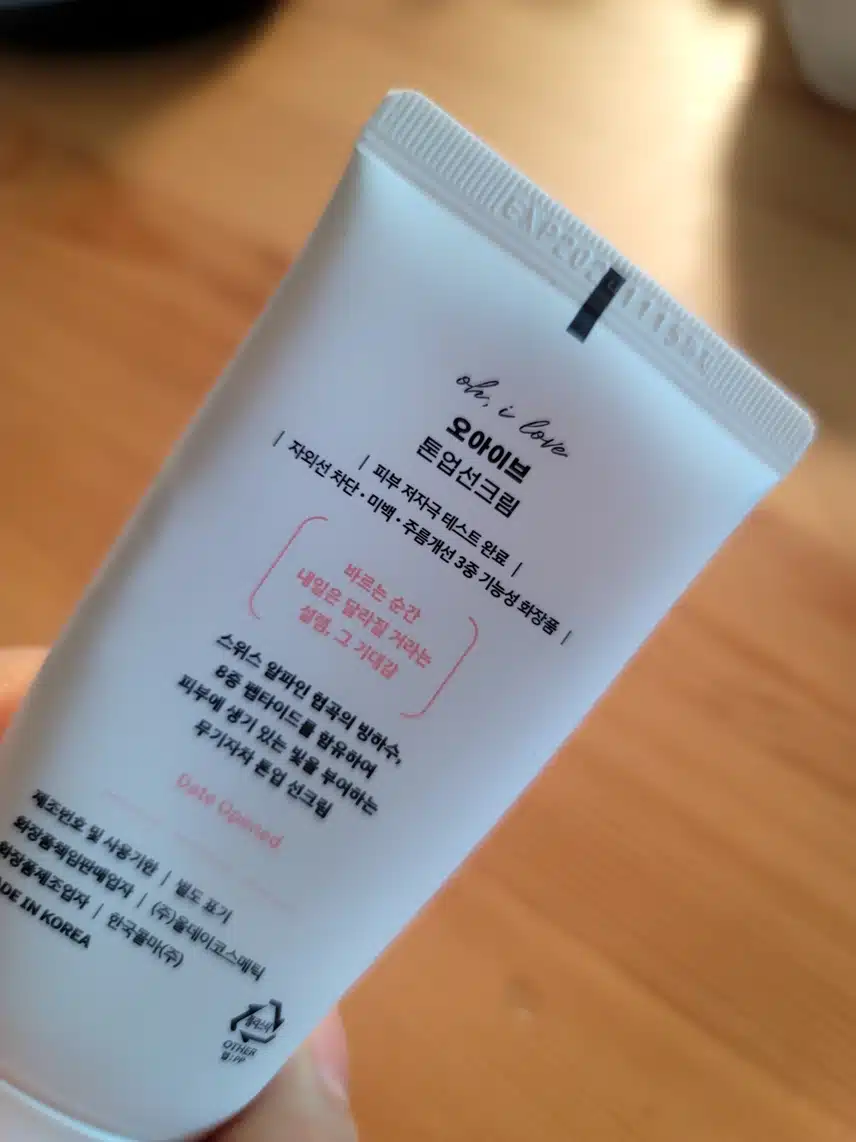 oh, i love
오아이브
톤업선크림
| 피부 저자극 테스트 완료 |
| 자외선 차단 · 미백 · 주름개선 3중 기능성 화장품 |
바르는 순간
내일은 달라질 거라는
설렘, 그 기대감
스위스 알파인 협곡의 빙하수,
8종 펩타이드를 함유하여
피부에 생기 있는 빛을 부여하는
무기자차 톤업 선크림
Date Opened
제조번호 및 사용기한 | 별도 표기
화장품책임판매업자 | (주)올데이코스메틱
화장품제조업자 | 한국콜마(주)
MADE IN KOREA
플라스틱
OTHER